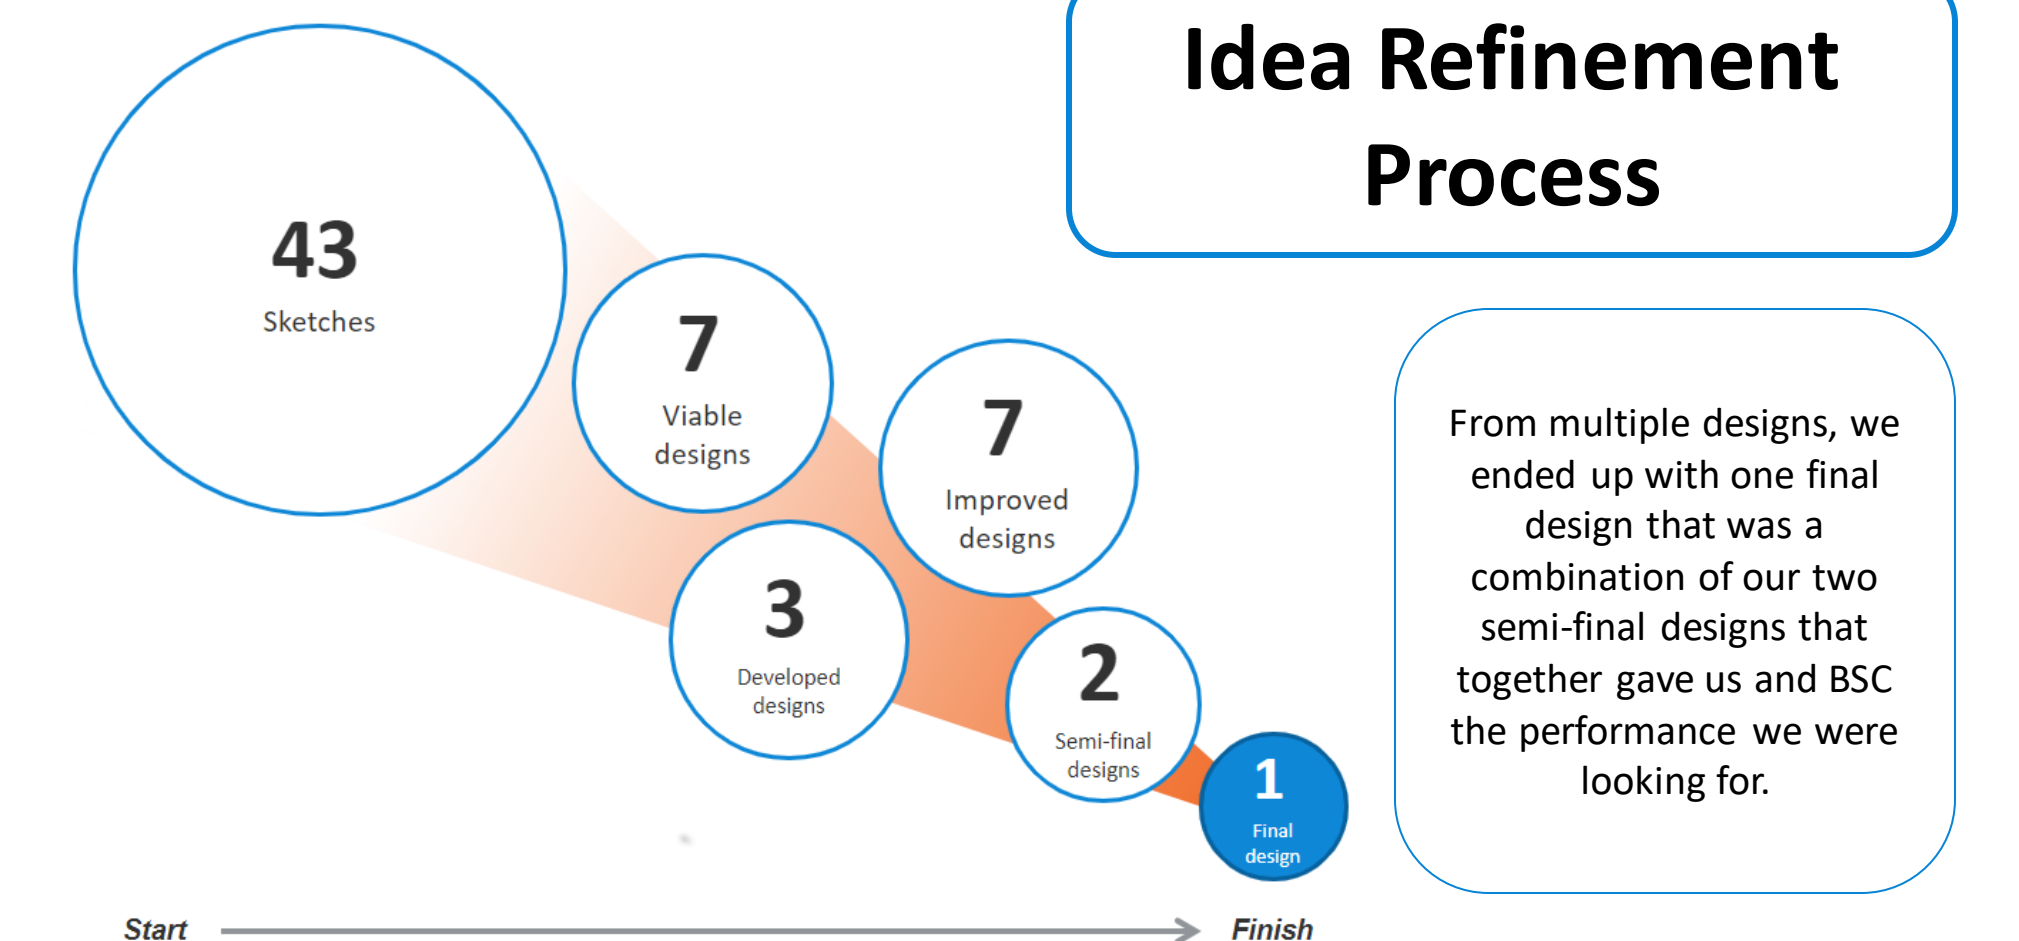 Idea Refinement
Process
43
Sketches
7
Viable
designs
7
Improved
designs
3
Developed
designs
2
Semi-final
designs
1
Final
design
From multiple designs, we
ended up with one final
design that was a
combination of our two
semi-final designs that
together gave us and BSC
the performance we were
looking for.
Start
Finish